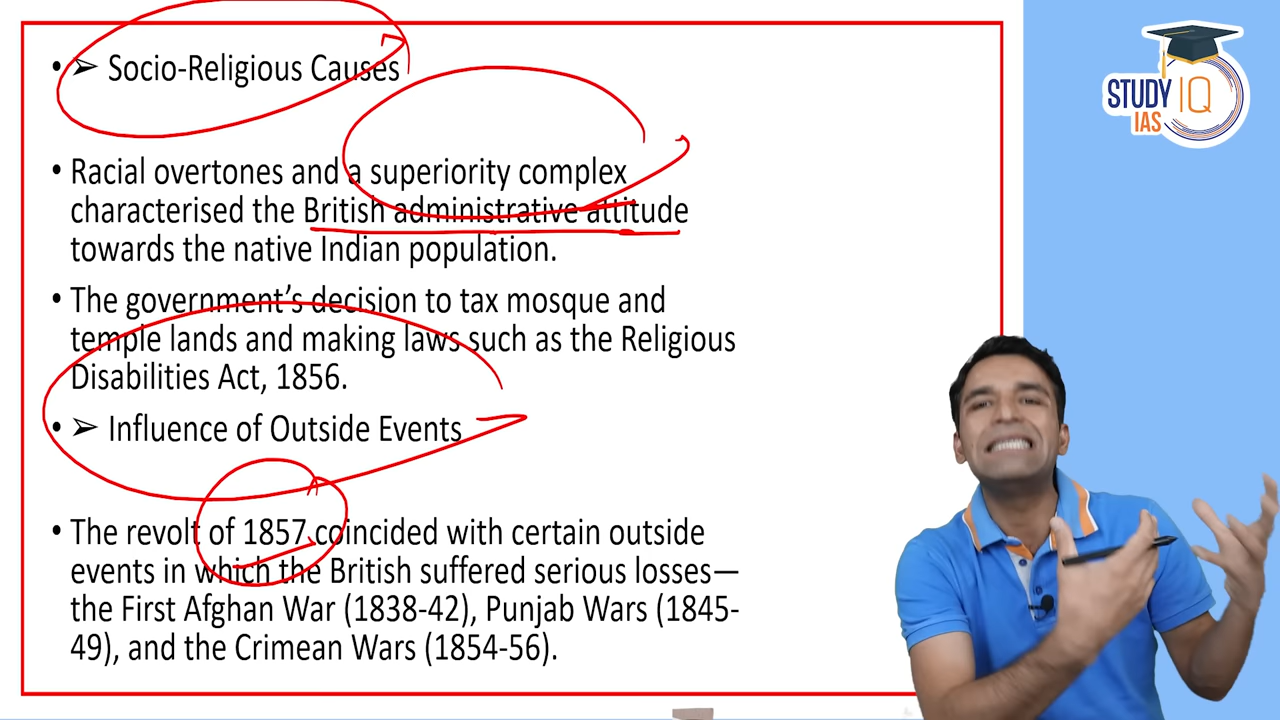 • ➢ Socio-Religious Causes
• Racial overtones and a superiority complex
characterised the British administrative attitude
towards the native Indian population.
• The government’s decision to tax mosque and
temple lands and making laws such as the Religious
Disabilities Act, 1856.
• ➢ Influence of Outside Events
• The revolt of 1857 coincided with certain outside
events in which the British suffered serious losses—
the First Afghan War (1838-42), Punjab Wars (1845-
49), and the Crimean Wars (1854-56).
STUDY IQ
IAS